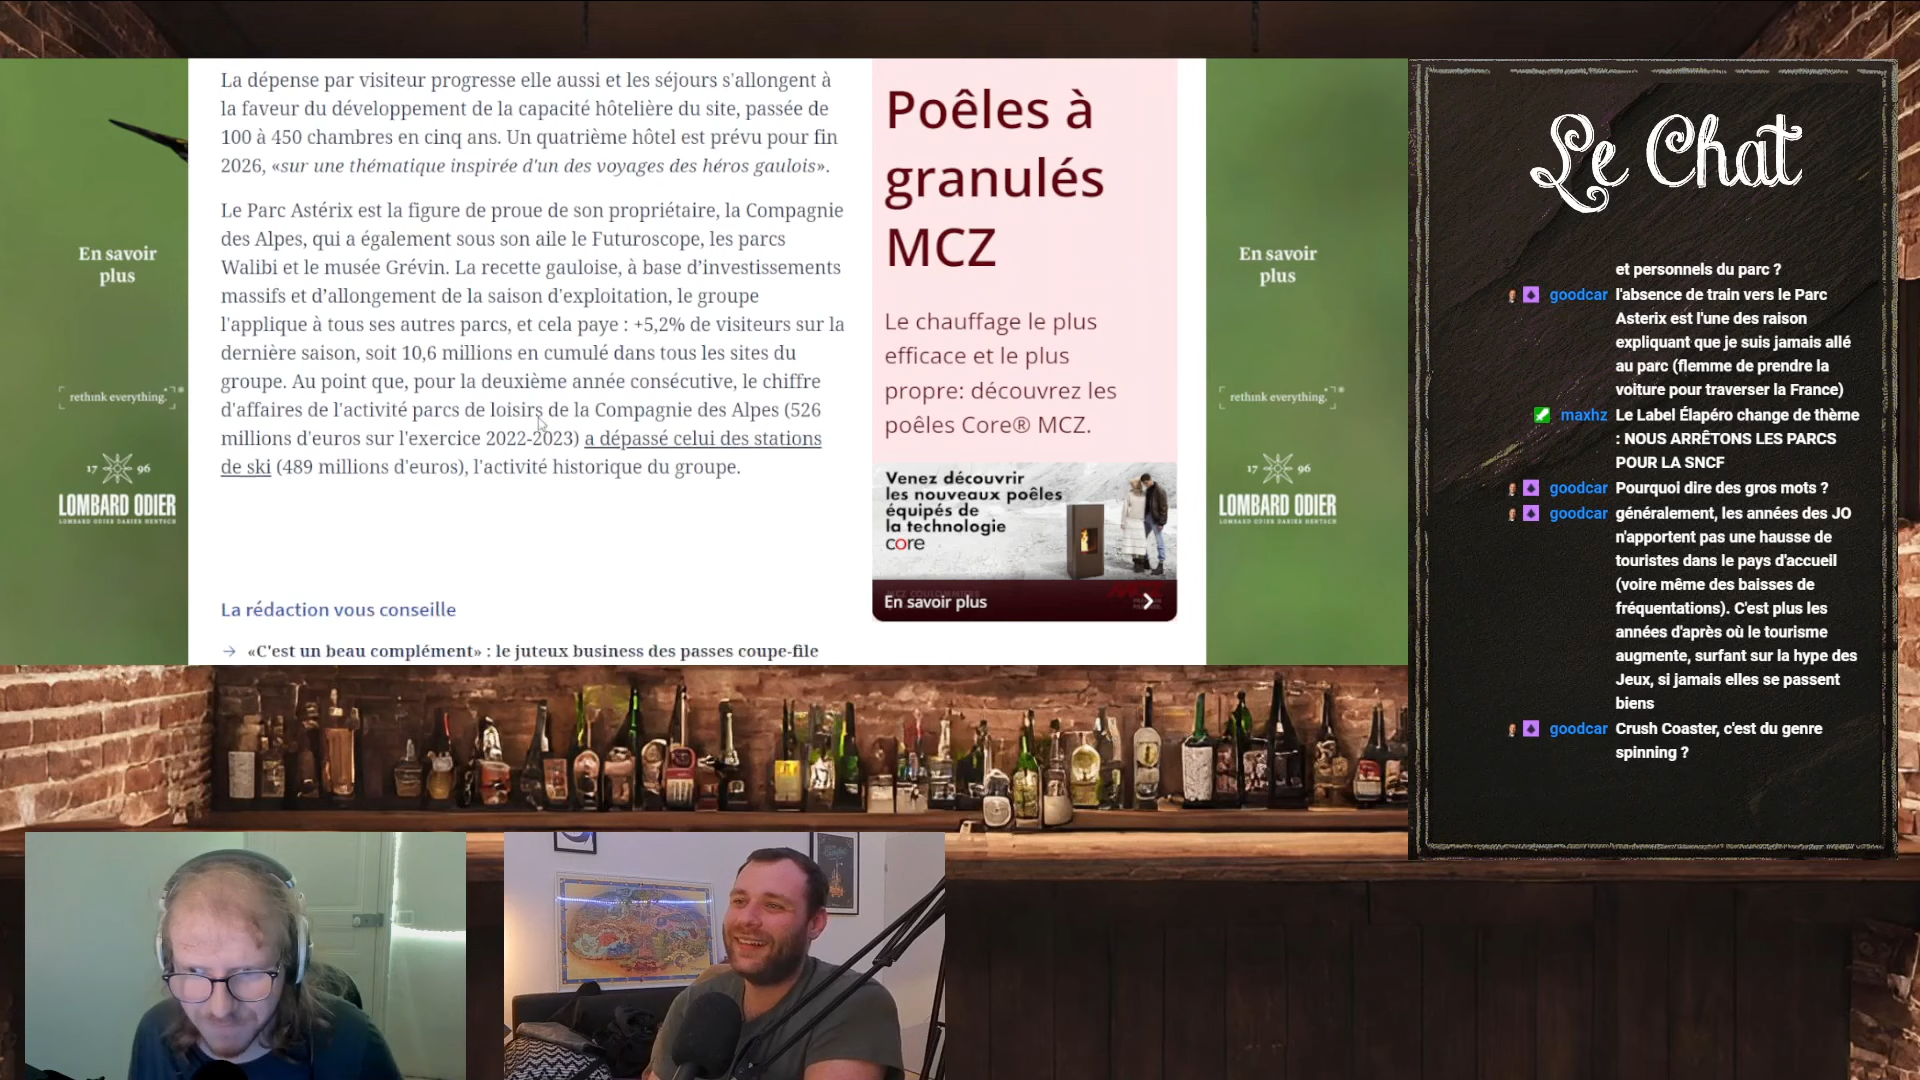 La dépense par visiteur progresse elle aussi et les séjours s'allongent à
la faveur du développement de la capacité hôtelière du site, passée de
100 à 450 chambres en cinq ans. Un quatrième hôtel est prévu pour fin
2026, «sur une thématique inspirée d'un des voyages des héros gaulois».
Le Parc Astérix est la figure de proue de son propriétaire, la Compagnie
des Alpes, qui a également sous son aile le Futuroscope, les parcs
Walibi et le musée Grévin. La recette gauloise, à base d’investissements
massifs et d’allongement de la saison d'exploitation, le groupe
l'applique à tous ses autres parcs, et cela paye : +5,2% de visiteurs sur la
dernière saison, soit 10,6 millions en cumulé dans tous les sites du
groupe. Au point que, pour la deuxième année consécutive, le chiffre
d'affaires de l'activité parcs de loisirs de la Compagnie des Alpes (526
millions d'euros sur l'exercice 2022-2023) a dépassé celui des stations
de ski (489 millions d'euros), l'activité historique du groupe.
La rédaction vous conseille
→ «C'est un beau complément» : le juteux business des passes coupe-file
En savoir
plus
rethink everything.
17 96
LOMBARD ODIER
LOMBARD ODIER DARIER HENTSCH
Poêles à
granulés
MCZ
Le chauffage le plus
efficace et le plus
propre: découvrez les
poêles Core® MCZ.
Venez découvrir
les nouveaux poêles
équipés de
la technologie
core
En savoir plus
En savoir
plus
rethink everything.
17 96
LOMBARD ODIER
LOMBARD ODIER DARIER HENTSCH
Le Chat
et personnels du parc ?
goodcar l'absence de train vers le Parc
Asterix est l'une des raison
expliquant que je suis jamais allé
au parc (flemme de prendre la
voiture pour traverser la France)
maxhz Le Label Élapéro change de thème
: NOUS ARRÊTONS LES PARCS
POUR LA SNCF
goodcar Pourquoi dire des gros mots ?
goodcar généralement, les années des JO
n'apportent pas une hausse de
touristes dans le pays d'accueil
(voire même des baisses de
fréquentations). C'est plus les
années d'après où le tourisme
augmente, surfant sur la hype des
Jeux, si jamais elles se passent
biens
goodcar Crush Coaster, c'est du genre
spinning ?